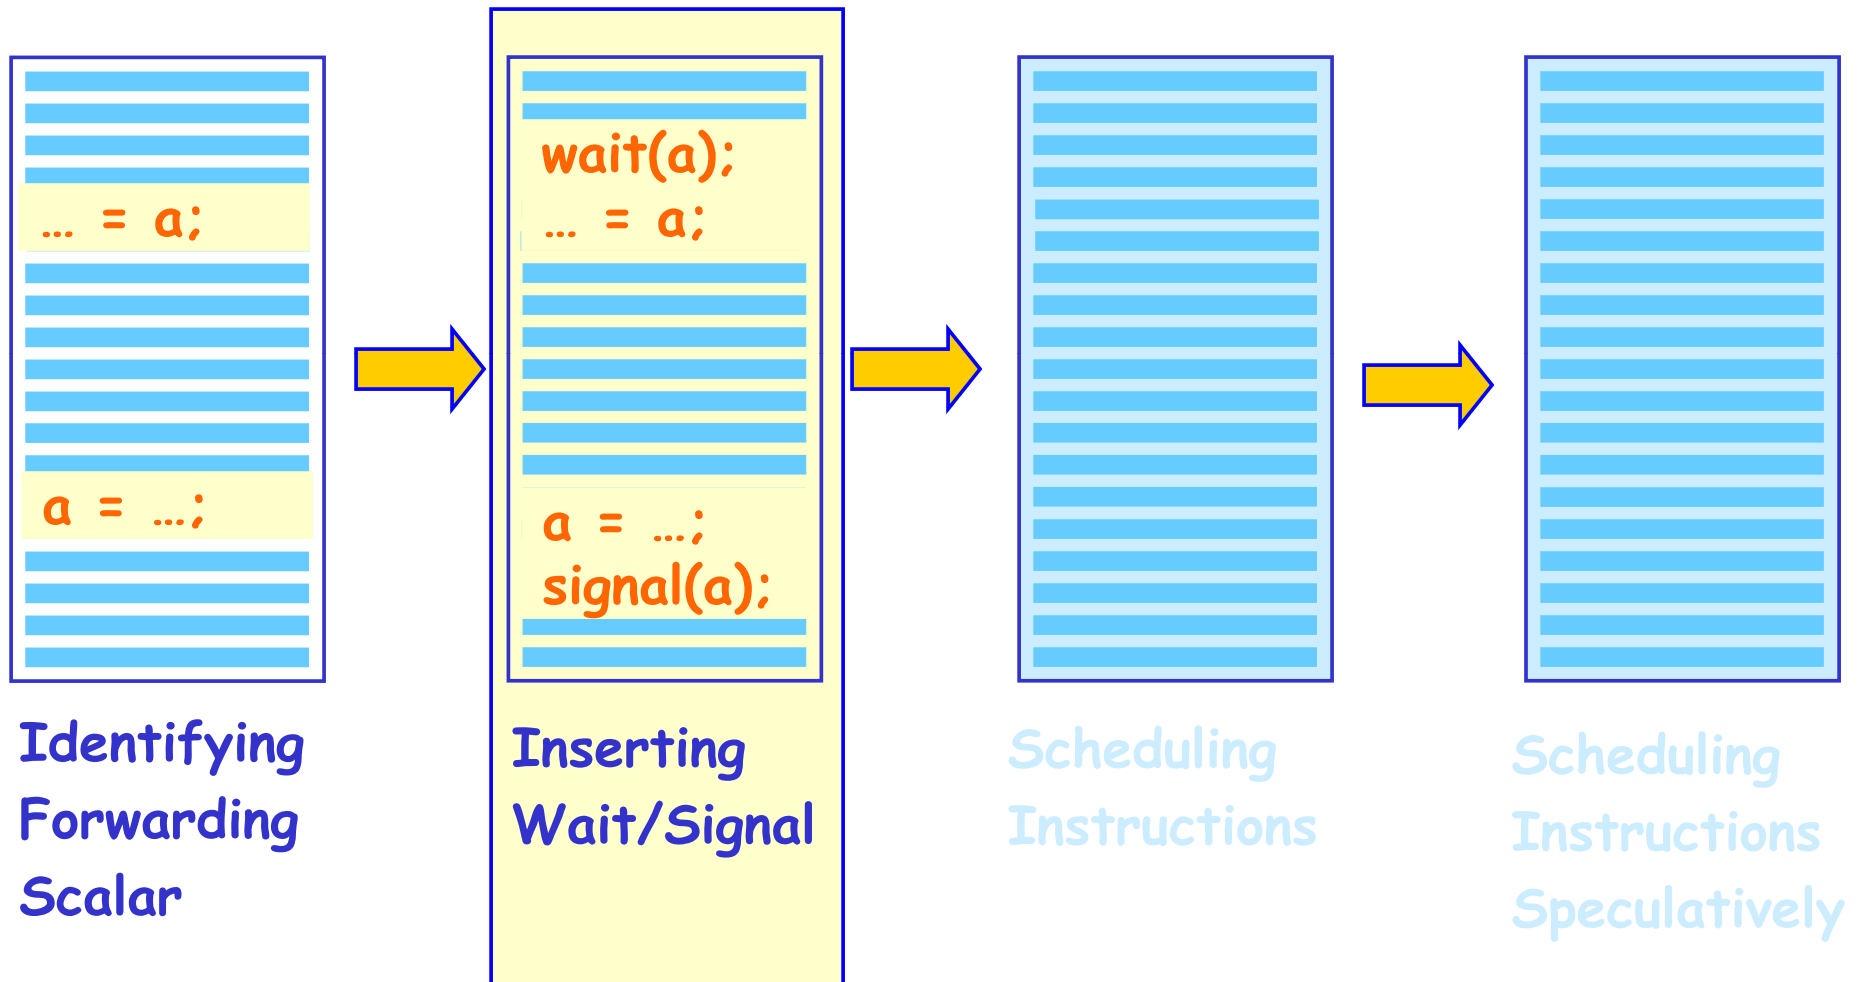 … = a;
a = …;
Identifying
Forwarding
Scalar
wait(a);
… = a;
a = …;
signal(a);
Inserting
Wait/Signal
Scheduling
Instructions
Scheduling
Instructions
Speculatively